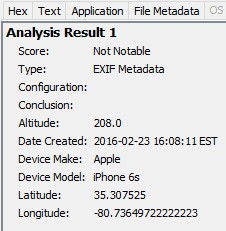 Hex Text Application File Metadata OS
Analysis Result 1
Score: Not Notable
Type: EXIF Metadata
Configuration:
Conclusion:
Altitude: 208.0
Date Created: 2016-02-23 16:08:11 EST
Device Make: Apple
Device Model: iPhone 6s
Latitude: 35.307525
Longitude: -80.73649722222223